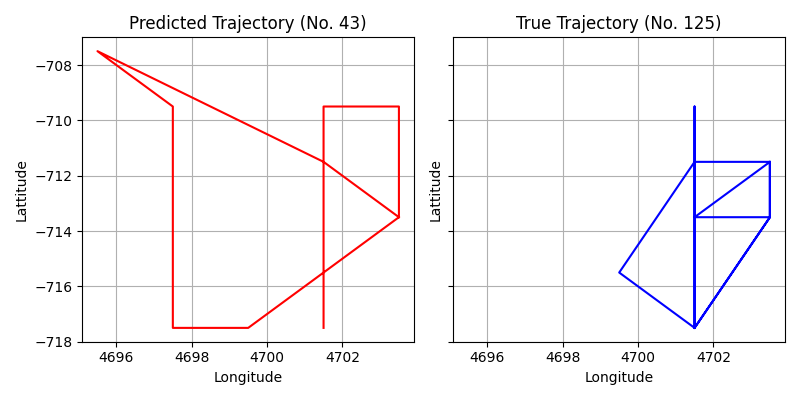 Predicted Trajectory (No. 43)
True Trajectory (No. 125)
−708
−710
−712
−714
−716
−718
Lattitude
Lattitude
4696 4698 4700 4702
4696 4698 4700 4702
Longitude
Longitude